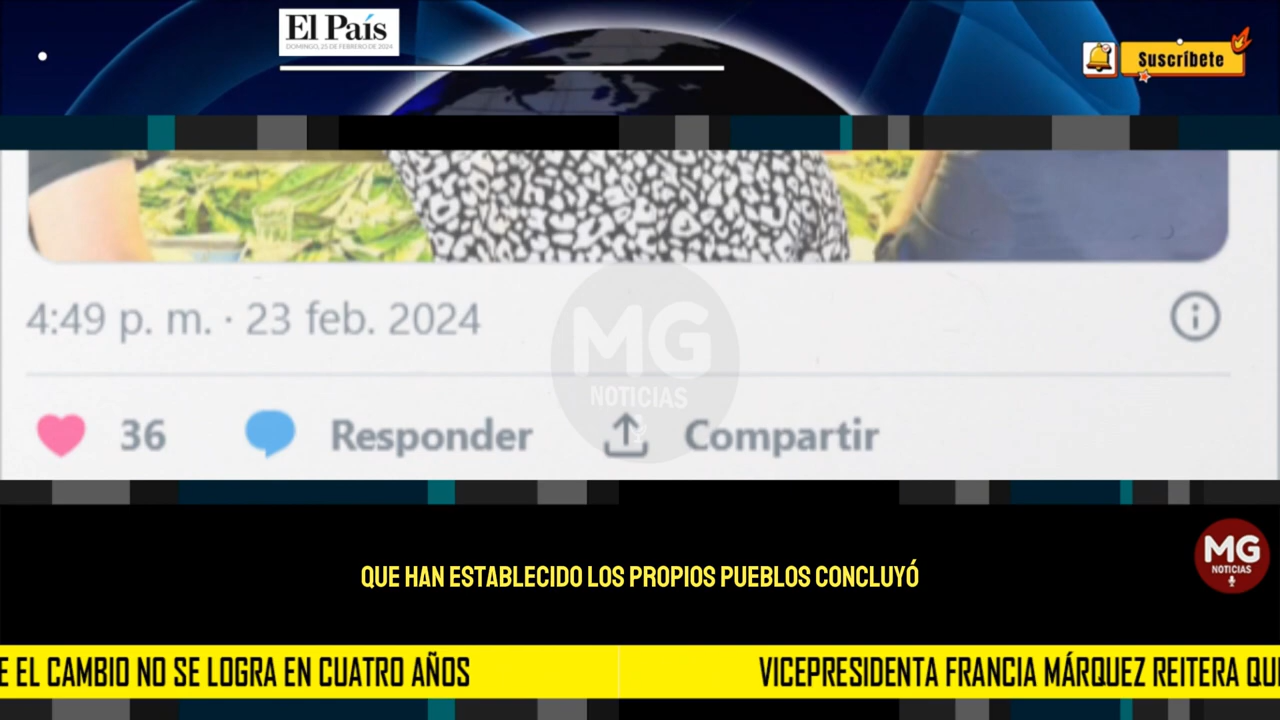 El País
DOMINGO, 25 DE FEBRERO DE 2024
Suscríbete
4:49 p. m. · 23 feb. 2024
MG
NOTICIAS
36 Responder Compartir
QUE HAN ESTABLECIDO LOS PROPIOS PUEBLOS CONCLUYÓ
MG
NOTICIAS
E EL CAMBIO NO SE LOGRA EN CUATRO AÑOS VICEPRESIDENTA FRANCIA MÁRQUEZ REITERA QU